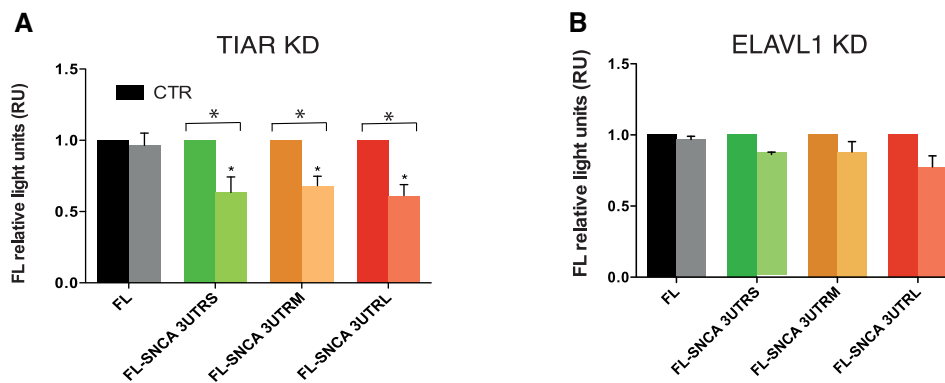 A
TIAR KD
FL relative light units (RU)
1.5
1.0
0.5
0.0
CTR
* * *
* * *
FL
FL-SNCA 3UTRS
FL-SNCA 3UTRM
FL-SNCA 3UTRL
B
ELAVL1 KD
FL relative light units (RU)
1.5
1.0
0.5
0.0
FL
FL-SNCA 3UTRS
FL-SNCA 3UTRM
FL-SNCA 3UTRL